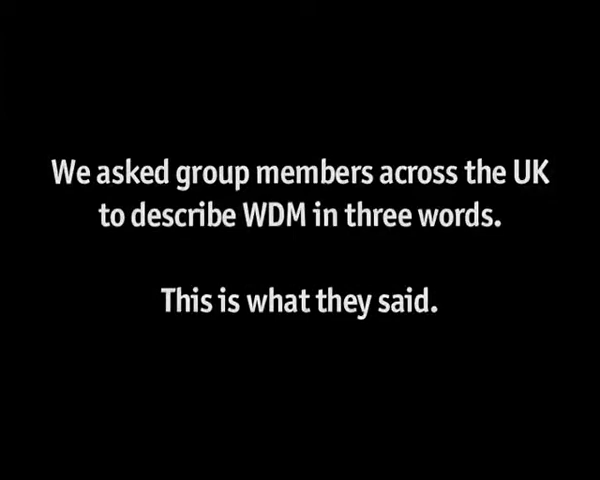 We asked group members across the UK
to describe WDM in three words.
This is what they said.